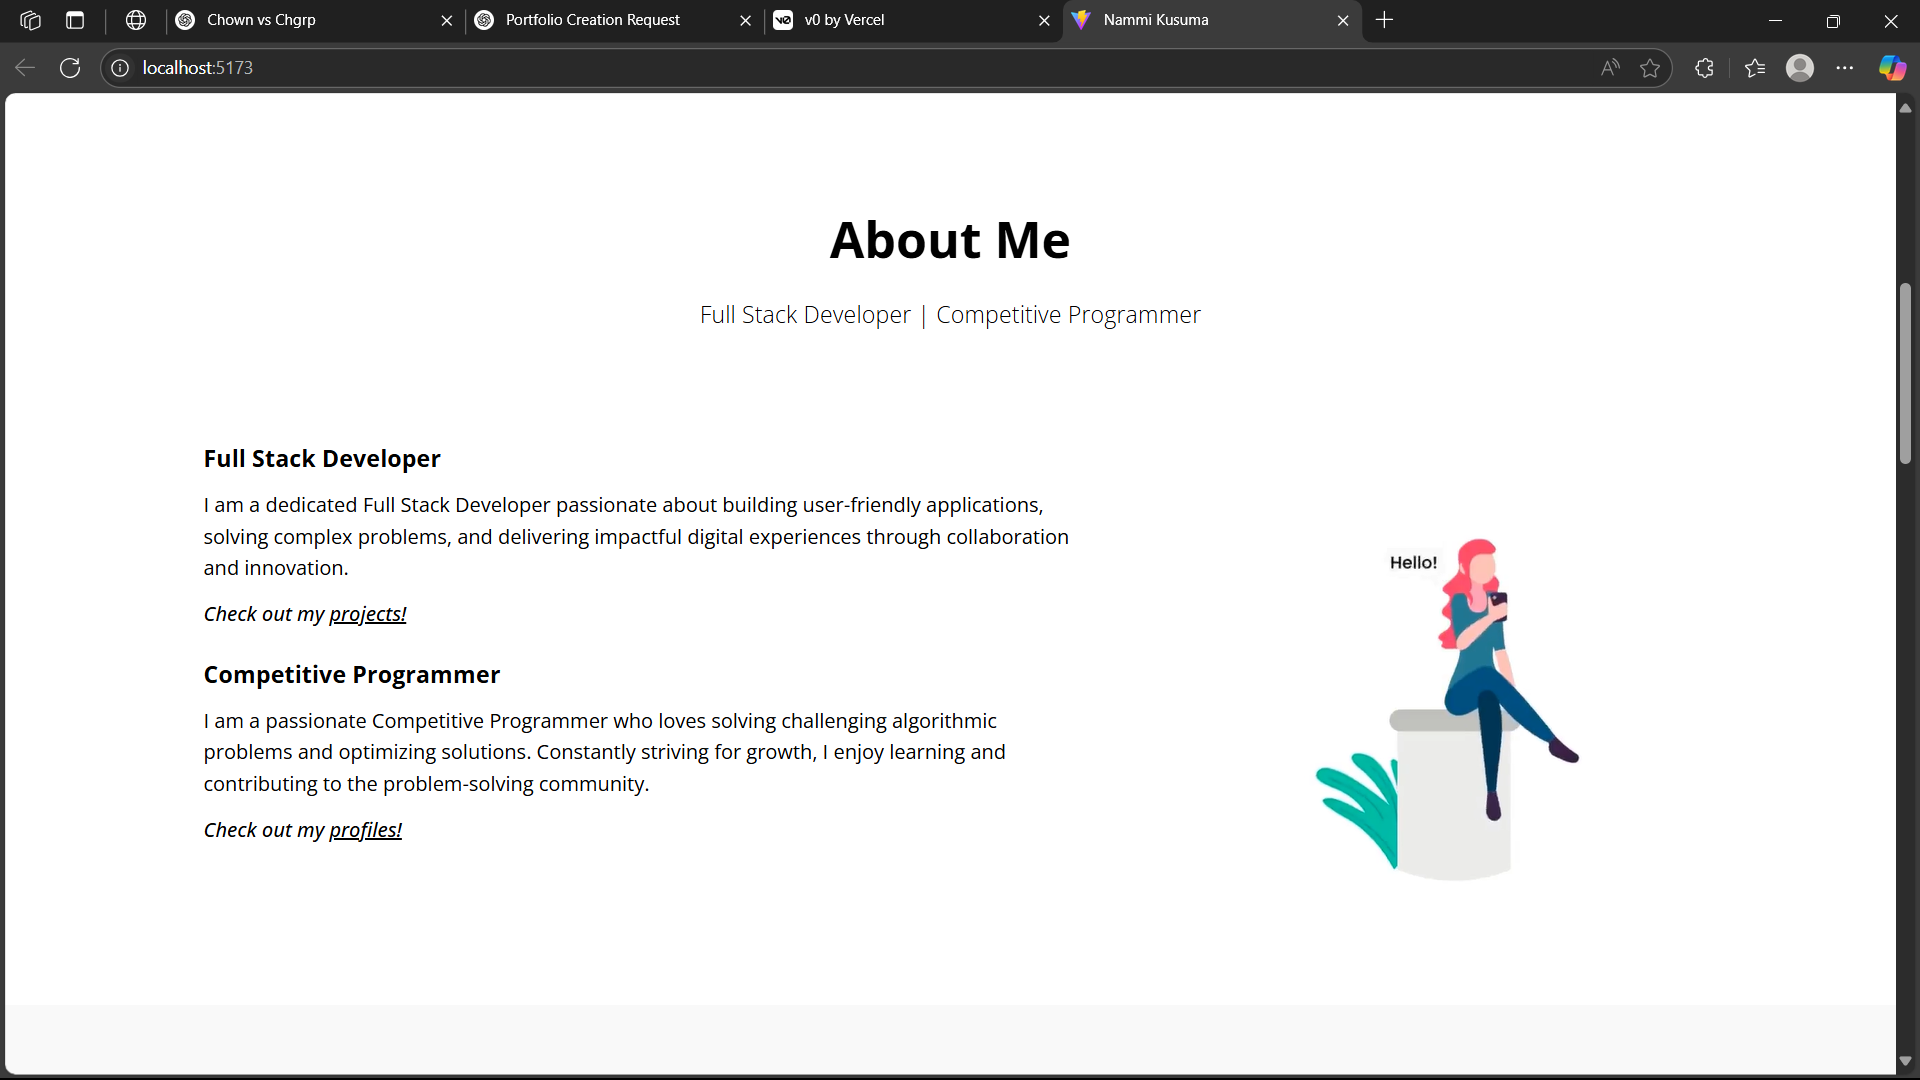 Chown vs Chgrp
Portfolio Creation Request
v0 by Vercel
Nammi Kusuma
localhost:5173
About Me
Full Stack Developer | Competitive Programmer
Full Stack Developer
I am a dedicated Full Stack Developer passionate about building user-friendly applications,
solving complex problems, and delivering impactful digital experiences through collaboration
and innovation.
Check out my projects!
Hello!
Competitive Programmer
I am a passionate Competitive Programmer who loves solving challenging algorithmic
problems and optimizing solutions. Constantly striving for growth, I enjoy learning and
contributing to the problem-solving community.
Check out my profiles!